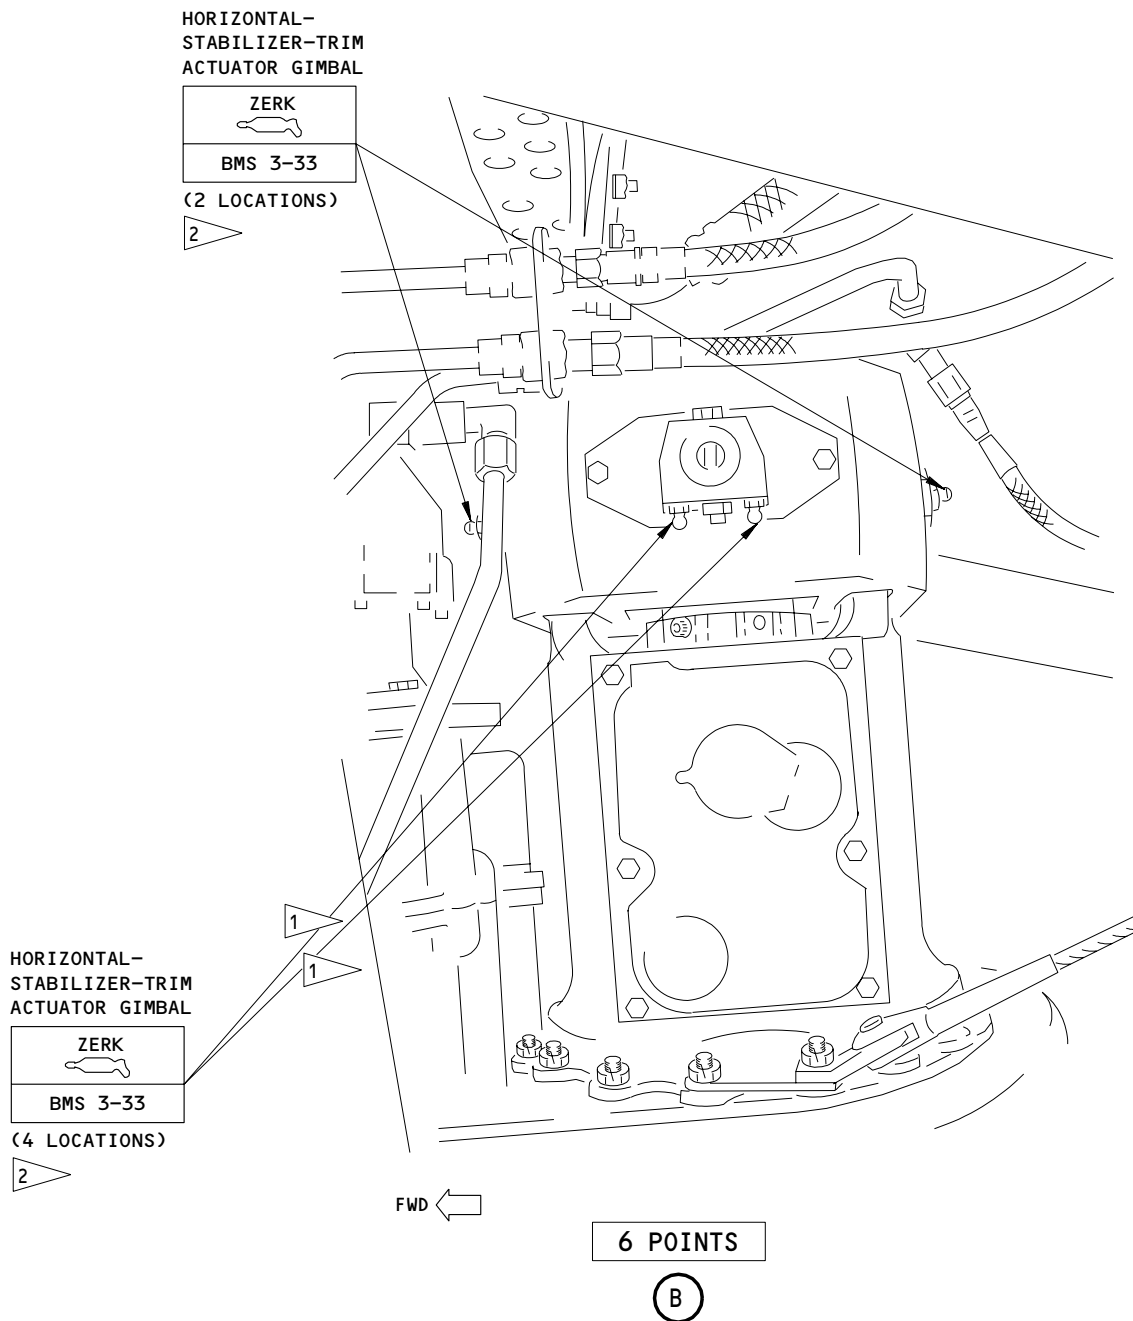 HORIZONTAL-
STABILIZER-TRIM
ACTUATOR GIMBAL
ZERK
BMS 3-33
(2 LOCATIONS)
2
1
1
HORIZONTAL-
STABILIZER-TRIM
ACTUATOR GIMBAL
ZERK
BMS 3-33
(4 LOCATIONS)
2
FWD
6 POINTS
B